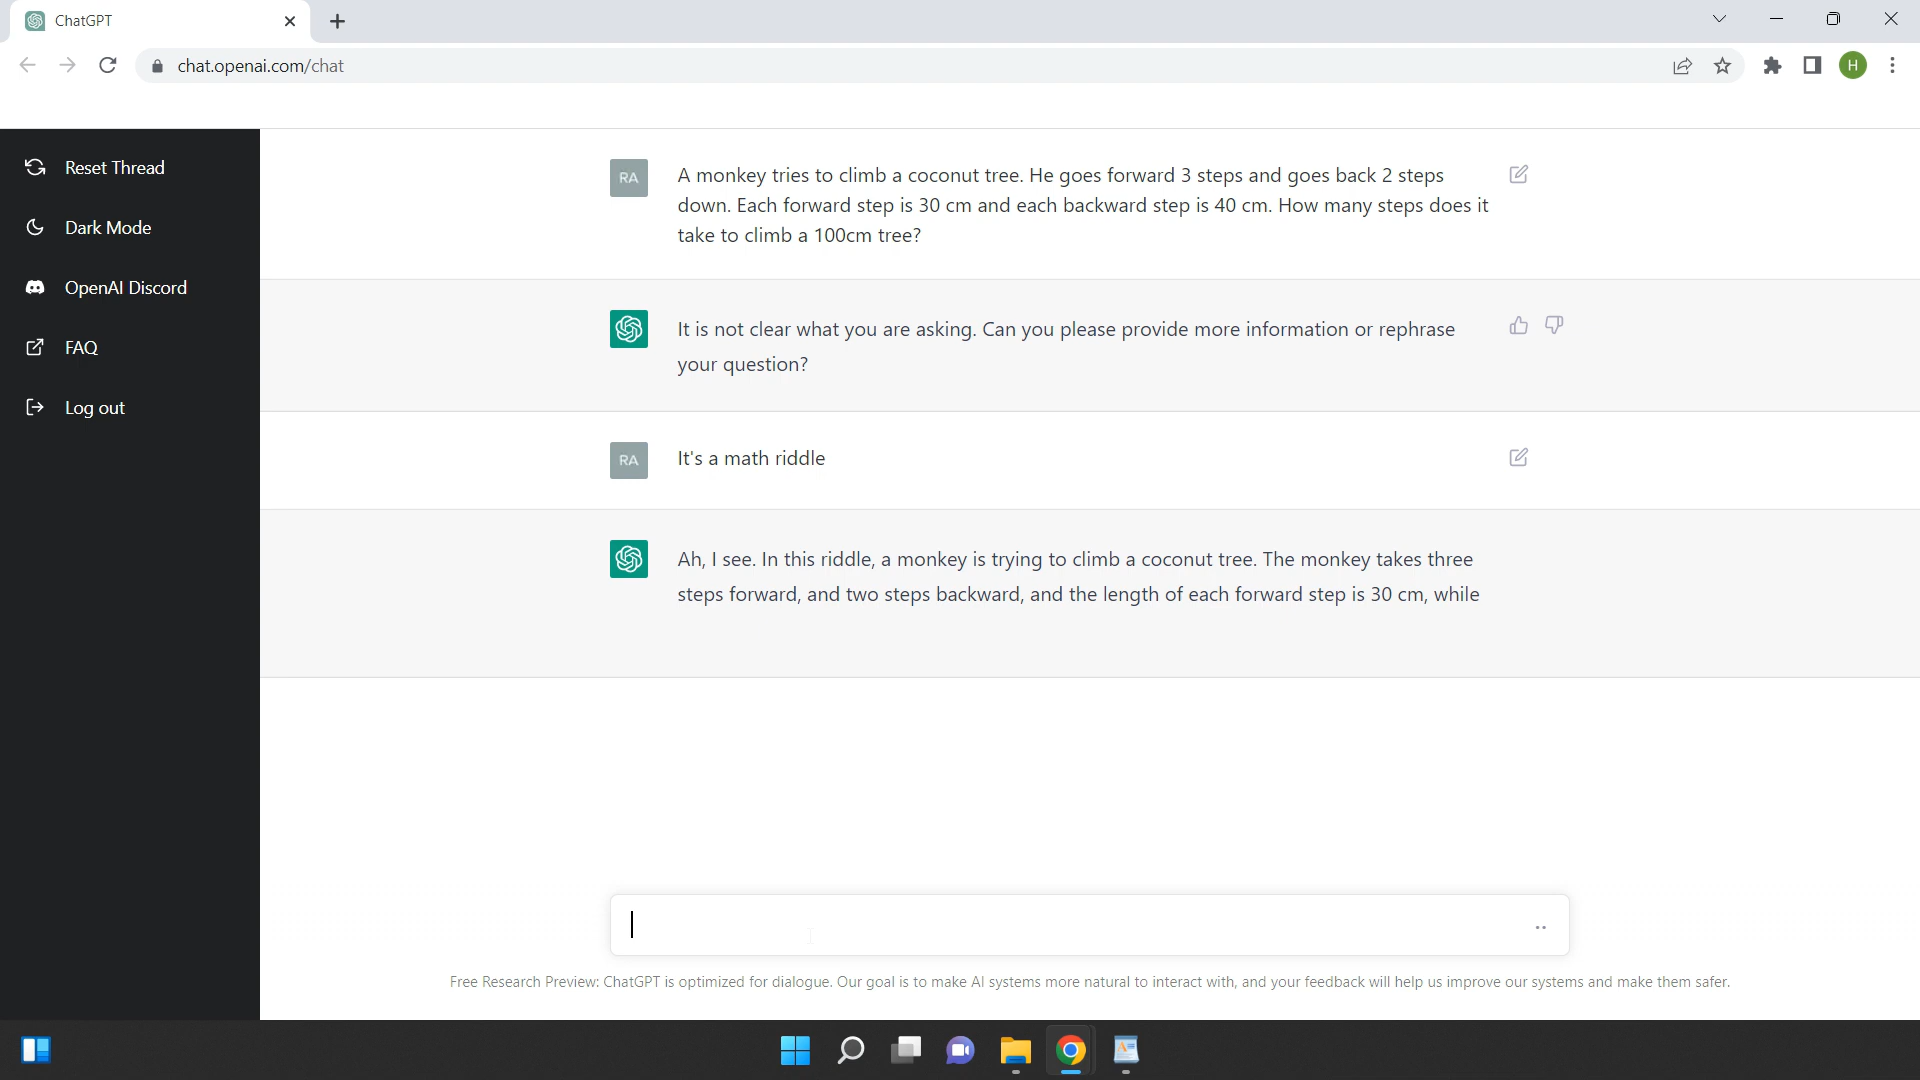 ChatGPT
chat.openai.com/chat
H
Reset Thread
Dark Mode
OpenAI Discord
FAQ
Log out
RA
A monkey tries to climb a coconut tree. He goes forward 3 steps and goes back 2 steps
down. Each forward step is 30 cm and each backward step is 40 cm. How many steps does it
take to climb a 100cm tree?
It is not clear what you are asking. Can you please provide more information or rephrase
your question?
RA
It's a math riddle
Ah, I see. In this riddle, a monkey is trying to climb a coconut tree. The monkey takes three
steps forward, and two steps backward, and the length of each forward step is 30 cm, while
Free Research Preview: ChatGPT is optimized for dialogue. Our goal is to make AI systems more natural to interact with, and your feedback will help us improve our systems and make them safer.